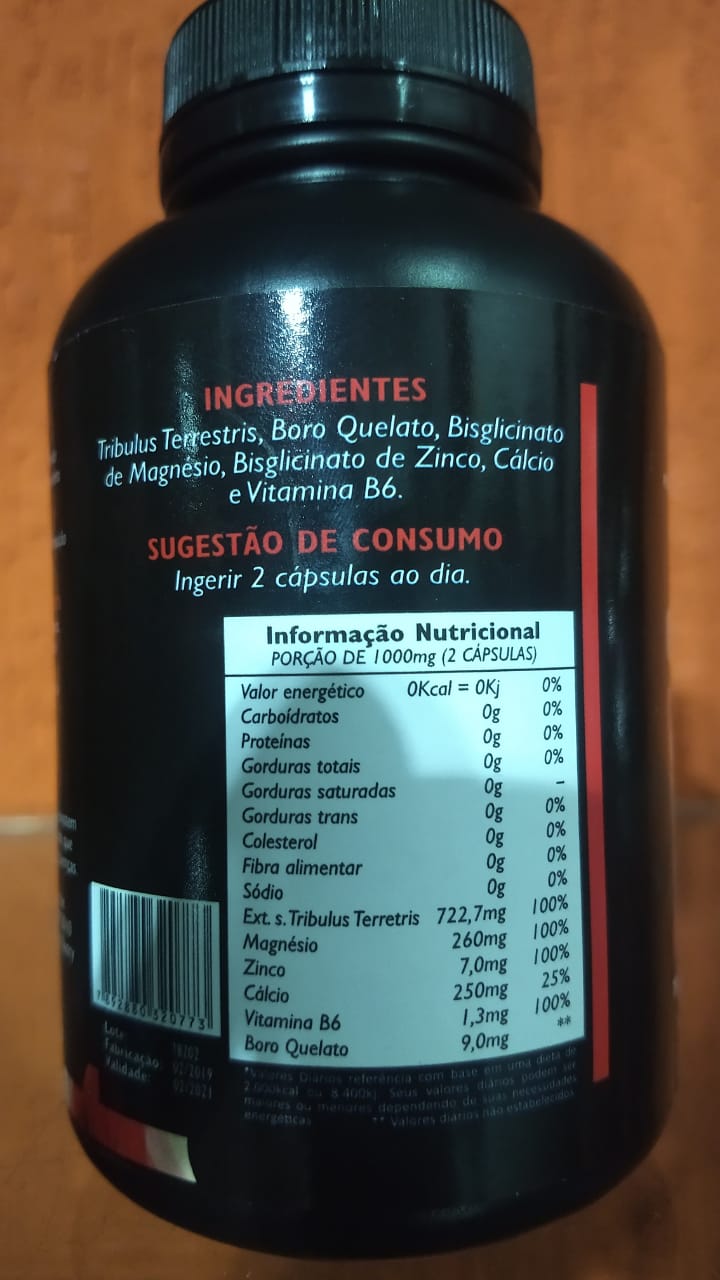 INGREDIENTES
Tribulus Terrestris, Boro Quelato, Bisglicinato
de Magnésio, Bisglicinato de Zinco, Cálcio
e Vitamina B6.
SUGESTÃO DE CONSUMO
Ingerir 2 cápsulas ao dia.
Informação Nutricional
PORÇÃO DE 1000mg (2 CÁPSULAS)
Valor energético 0Kcal = 0Kj 0%
Carboídratos 0g 0%
Proteínas 0g 0%
Gorduras totais 0g 0%
Gorduras saturadas 0g –
Gorduras trans 0g 0%
Colesterol 0g 0%
Fibra alimentar 0g 0%
Sódio 0g 0%
Ext. s. Tribulus Terretris 722,7mg 100%
Magnésio 260mg 100%
Zinco 7,0mg 100%
Cálcio 250mg 25%
Vitamina B6 1,3mg 100%
Boro Quelato 9,0mg **
*Valores Diários referência com base em uma dieta de
2.000kcal ou 8.400kj. Seus valores diários podem ser
maiores ou menores dependendo de suas necessidades
energéticas ** Valores diários não estabelecidos
Lote: 18202
Fabricação: 02/2019
Validade: 02/2021